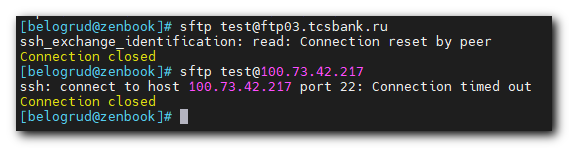 [belogrud@zenbook]# sftp test@ftp03.tcsbank.ru
ssh_exchange_identification: read: Connection reset by peer
Connection closed
[belogrud@zenbook]# sftp test@100.73.42.217
ssh: connect to host 100.73.42.217 port 22: Connection timed out
Connection closed
[belogrud@zenbook]#